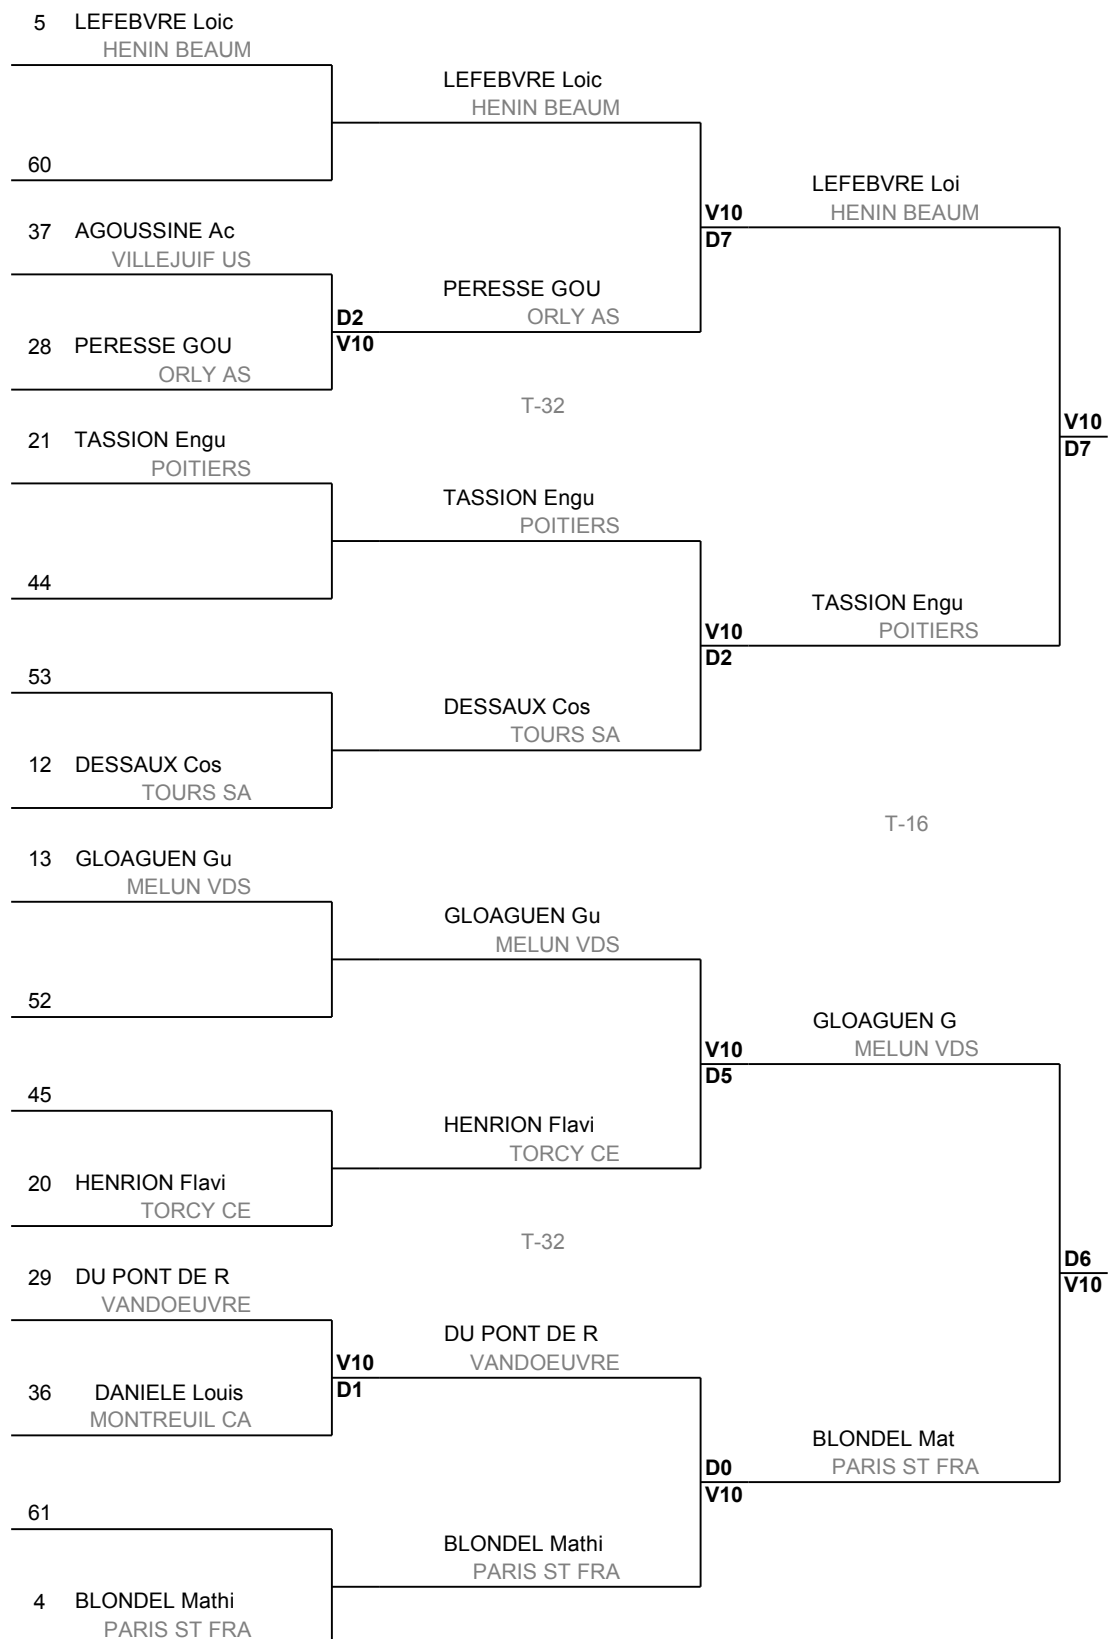 5 LEFEBVRE Loic
HENIN BEAUM
LEFEBVRE Loic
HENIN BEAUM
60
LEFEBVRE Loi
HENIN BEAUM
V10
D7
37 AGOUSSINE Ac
VILLEJUIF US
PERESSE GOU
ORLY AS
D2
V10
28 PERESSE GOU
ORLY AS
T-32
V10
D7
21 TASSION Engu
POITIERS
TASSION Engu
POITIERS
44
TASSION Engu
POITIERS
V10
D2
53
DESSAUX Cos
TOURS SA
12 DESSAUX Cos
TOURS SA
T-16
13 GLOAGUEN Gu
MELUN VDS
GLOAGUEN Gu
MELUN VDS
52
GLOAGUEN G
MELUN VDS
V10
D5
45
HENRION Flavi
TORCY CE
20 HENRION Flavi
TORCY CE
T-32
D6
V10
29 DU PONT DE R
VANDOEUVRE
DU PONT DE R
VANDOEUVRE
V10
D1
36 DANIELE Louis
MONTREUIL CA
BLONDEL Mat
PARIS ST FRA
D0
V10
61
BLONDEL Mathi
PARIS ST FRA
4 BLONDEL Mathi
PARIS ST FRA